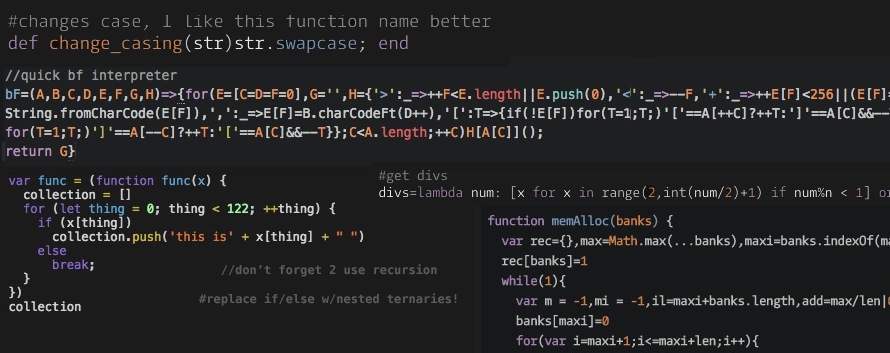 #changes case, I like this function name better
def change_casing(str)str.swapcase; end
//quick bf interpreter
bF=(A,B,C,D,E,F,G,H)=>{for(E=[C=D=F=0],G='',H={'>':_=>++F<E.length||E.push(0),'<':_=>--F,'+':_=>++E[F]<256||(E[F]
String.fromCharCode(E[F]),',':_=>E[F]=B.charCodeFt(D++),'[':T=>{if(!E[F])for(T=1;T;)'['==A[++C]?++T:']'==A[C]&&--
for(T=1;T;)']'==A[--C]?++T:'['==A[C]&&--T}};C<A.length;++C)H[A[C]]();
return G}
var func = (function func(x) {
collection = []
for (let thing = 0; thing < 122; ++thing) {
if (x[thing])
collection.push('this is' + x[thing] + " ")
else
break;
}
})
collection
//don't forget 2 use recursion
#replace if/else w/nested ternaries!
#get divs
divs=lambda num: [x for x in range(2,int(num/2)+1) if num%n < 1] or
function memAlloc(banks) {
var rec={},max=Math.max(...banks),maxi=banks.indexOf(ma
rec[banks]=1
while(1){
var m = -1,mi = -1,il=maxi+banks.length,add=max/len|0
banks[maxi]=0
for(var i=maxi+1;i<=maxi+len;i++){